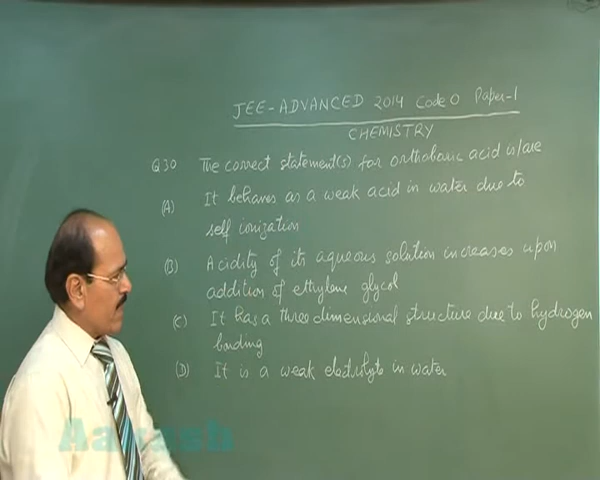 JEE-ADVANCED 2014 Code 0 Paper-1
CHEMISTRY
Q30 The correct statement(s) for orthoboric acid is/are
(A) It behaves as a weak acid in water due to
self ionization
(B) Acidity of its aqueous solution increases upon
addition of ethylene glycol
(C) It has a three dimensional structure due to hydrogen
bonding
(D) It is a weak electrolyte in water
Aakash